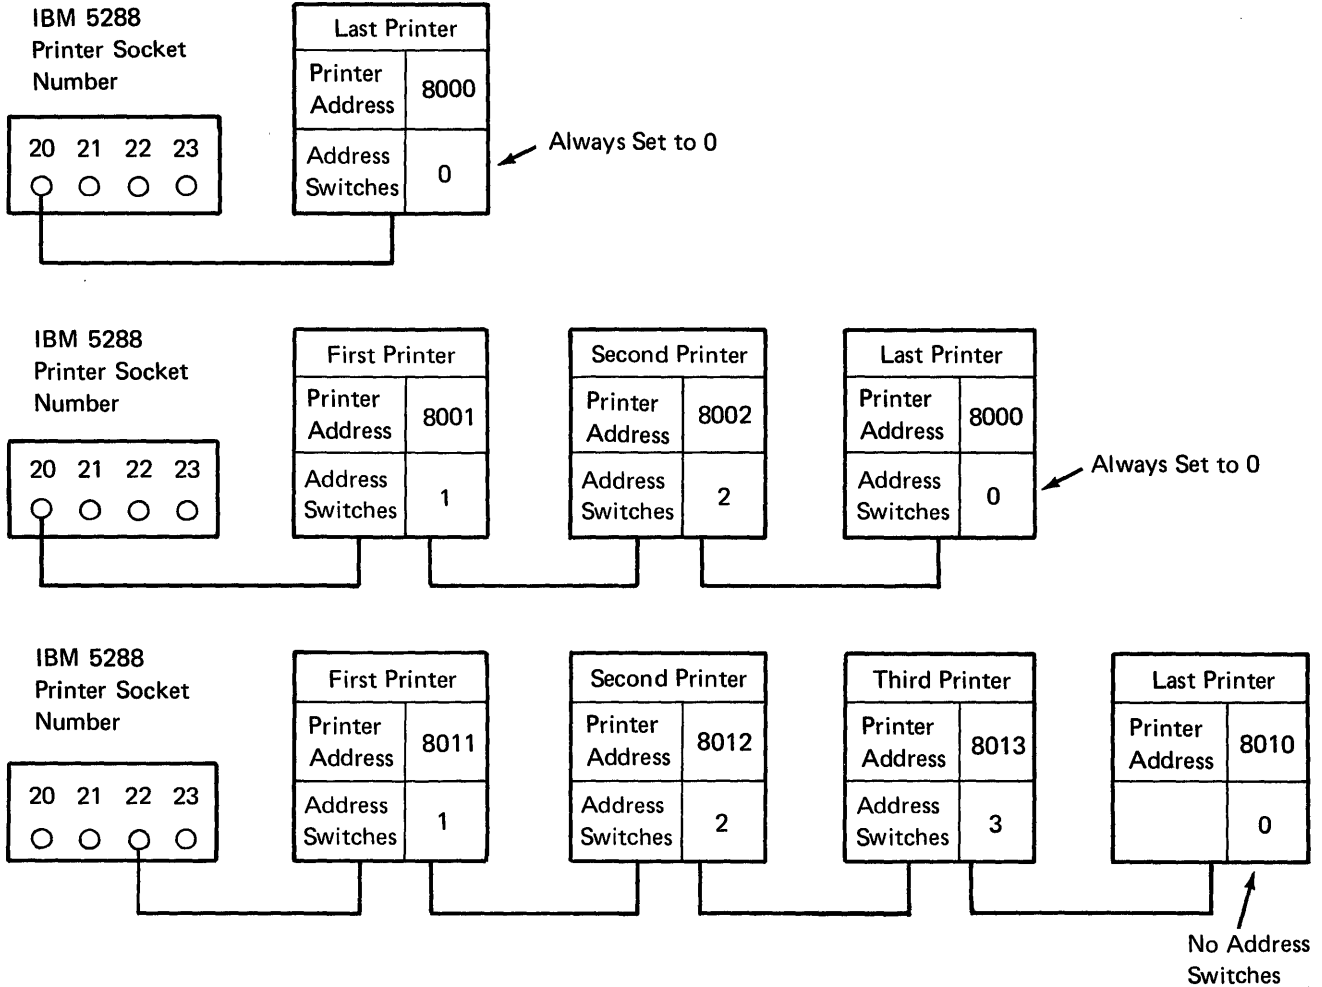 IBM 5288
Printer Socket
Number
20 21 22 23
Last Printer
Printer
Address
8000
Address
Switches
0
Always Set to 0
IBM 5288
Printer Socket
Number
20 21 22 23
First Printer
Printer
Address
8001
Address
Switches
1
Second Printer
Printer
Address
8002
Address
Switches
2
Last Printer
Printer
Address
8000
Address
Switches
0
Always Set to 0
IBM 5288
Printer Socket
Number
20 21 22 23
First Printer
Printer
Address
8011
Address
Switches
1
Second Printer
Printer
Address
8012
Address
Switches
2
Third Printer
Printer
Address
8013
Address
Switches
3
Last Printer
Printer
Address
8010
0
No Address
Switches